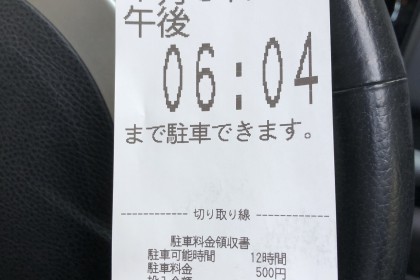 午後
06:04
まで駐車できます。
切り取り線
駐車料金領収書
駐車可能時間 12時間
駐車料金 500円